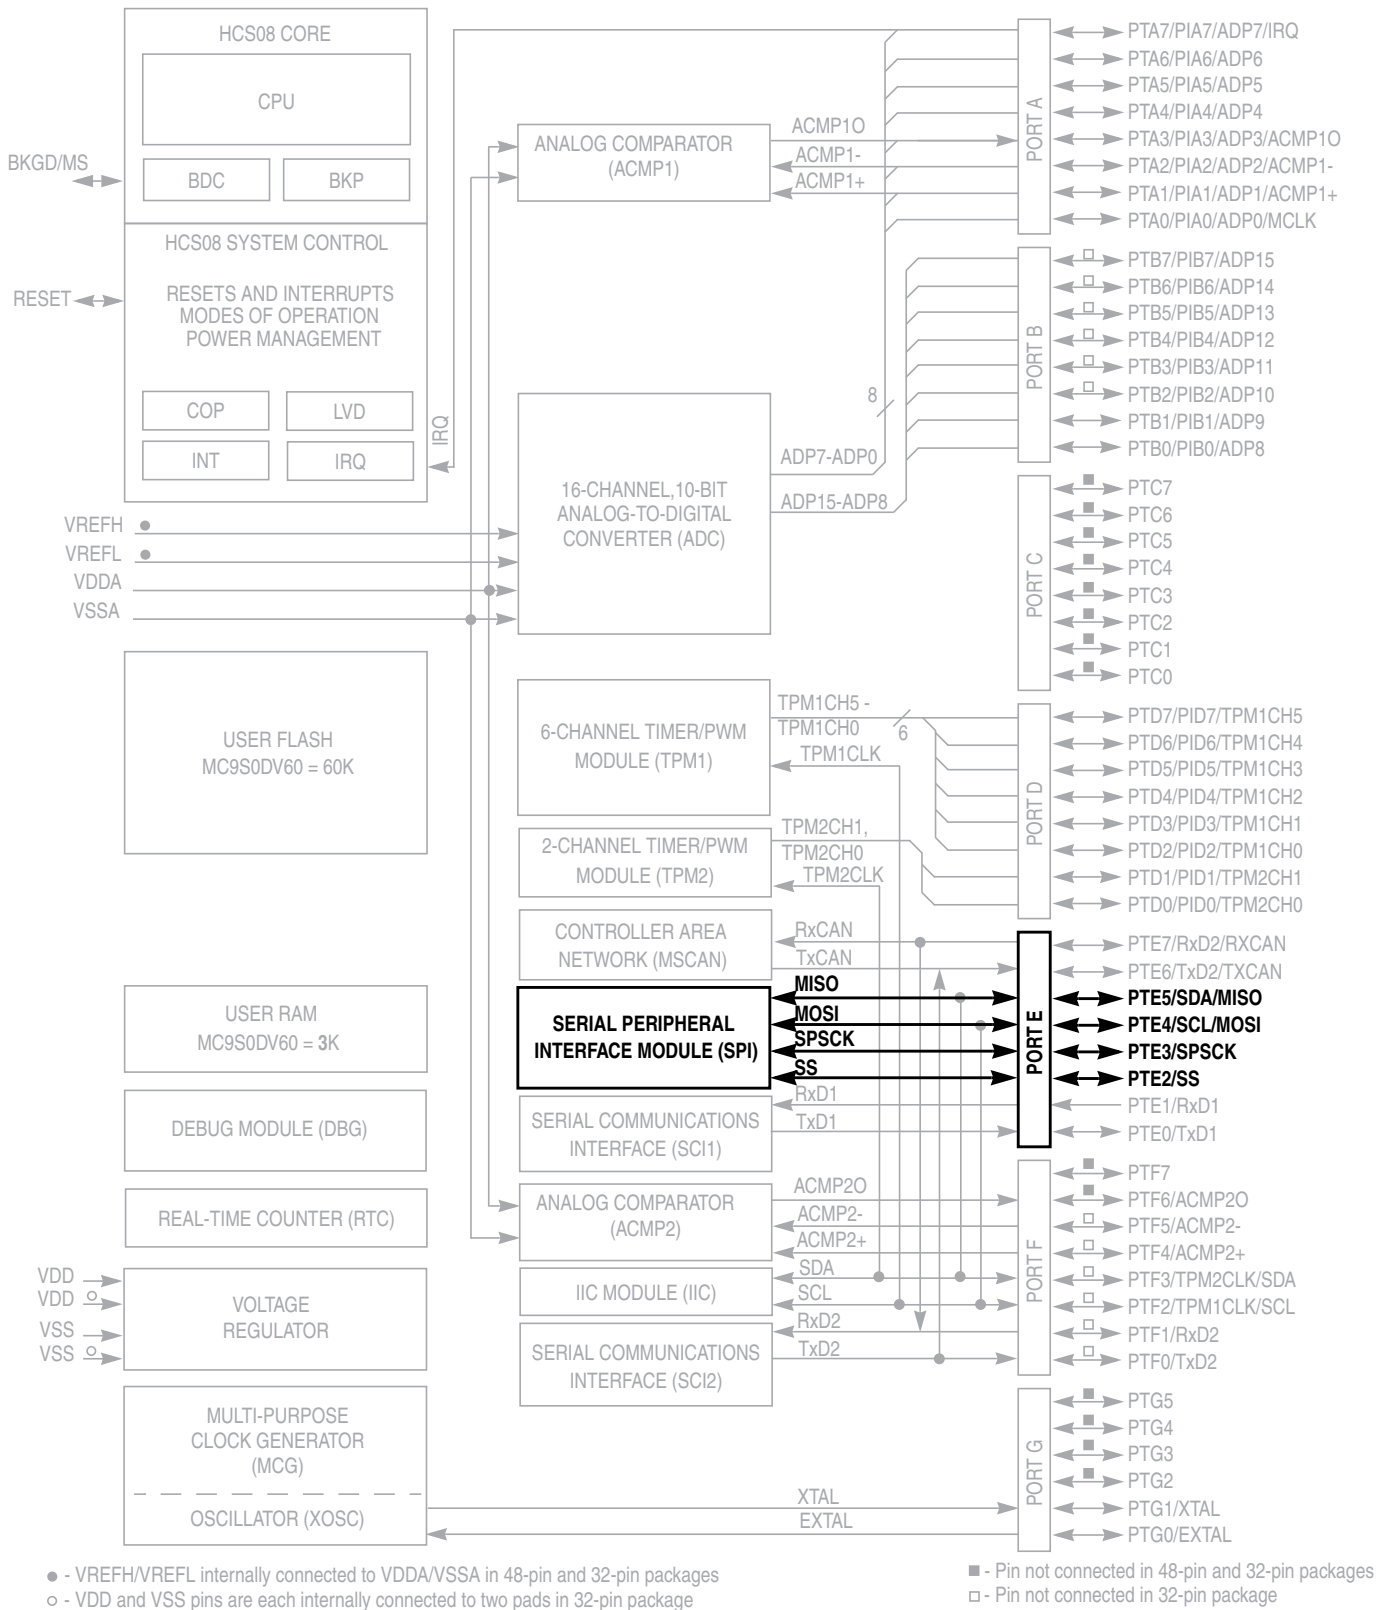 HCS08 CORE
CPU
BDC
BKP
BKGD/MS
HCS08 SYSTEM CONTROL
RESETS AND INTERRUPTS
MODES OF OPERATION
POWER MANAGEMENT
RESET
COP
LVD
INT
IRQ
IRQ
VREFH
VREFL
VDDA
VSSA
USER FLASH
MC9S0DV60 = 60K
USER RAM
MC9S0DV60 = 3K
DEBUG MODULE (DBG)
REAL-TIME COUNTER (RTC)
VDD
VDD
VSS
VSS
VOLTAGE
REGULATOR
MULTI-PURPOSE
CLOCK GENERATOR
(MCG)
OSCILLATOR (XOSC)
ANALOG COMPARATOR
(ACMP1)
ACMP1O
ACMP1-
ACMP1+
16-CHANNEL,10-BIT
ANALOG-TO-DIGITAL
CONVERTER (ADC)
8
ADP7-ADP0
ADP15-ADP8
6-CHANNEL TIMER/PWM
MODULE (TPM1)
TPM1CH5 -
TPM1CH0
6
TPM1CLK
2-CHANNEL TIMER/PWM
MODULE (TPM2)
TPM2CH1,
TPM2CH0
TPM2CLK
CONTROLLER AREA
NETWORK (MSCAN)
RxCAN
TxCAN
SERIAL PERIPHERAL
INTERFACE MODULE (SPI)
MISO
MOSI
SPSCK
SS
SERIAL COMMUNICATIONS
INTERFACE (SCI1)
RxD1
TxD1
ANALOG COMPARATOR
(ACMP2)
ACMP2O
ACMP2-
ACMP2+
IIC MODULE (IIC)
SDA
SCL
SERIAL COMMUNICATIONS
INTERFACE (SCI2)
RxD2
TxD2
XTAL
EXTAL
PORT A
PTA7/PIA7/ADP7/IRQ
PTA6/PIA6/ADP6
PTA5/PIA5/ADP5
PTA4/PIA4/ADP4
PTA3/PIA3/ADP3/ACMP1O
PTA2/PIA2/ADP2/ACMP1-
PTA1/PIA1/ADP1/ACMP1+
PTA0/PIA0/ADP0/MCLK
PORT B
PTB7/PIB7/ADP15
PTB6/PIB6/ADP14
PTB5/PIB5/ADP13
PTB4/PIB4/ADP12
PTB3/PIB3/ADP11
PTB2/PIB2/ADP10
PTB1/PIB1/ADP9
PTB0/PIB0/ADP8
PORT C
PTC7
PTC6
PTC5
PTC4
PTC3
PTC2
PTC1
PTC0
PORT D
PTD7/PID7/TPM1CH5
PTD6/PID6/TPM1CH4
PTD5/PID5/TPM1CH3
PTD4/PID4/TPM1CH2
PTD3/PID3/TPM1CH1
PTD2/PID2/TPM1CH0
PTD1/PID1/TPM2CH1
PTD0/PID0/TPM2CH0
PORT E
PTE7/RxD2/RXCAN
PTE6/TxD2/TXCAN
PTE5/SDA/MISO
PTE4/SCL/MOSI
PTE3/SPSCK
PTE2/SS
PTE1/RxD1
PTE0/TxD1
PORT F
PTF7
PTF6/ACMP2O
PTF5/ACMP2-
PTF4/ACMP2+
PTF3/TPM2CLK/SDA
PTF2/TPM1CLK/SCL
PTF1/RxD2
PTF0/TxD2
PORT G
PTG5
PTG4
PTG3
PTG2
PTG1/XTAL
PTG0/EXTAL
● - VREFH/VREFL internally connected to VDDA/VSSA in 48-pin and 32-pin packages
○ - VDD and VSS pins are each internally connected to two pads in 32-pin package
■ - Pin not connected in 48-pin and 32-pin packages
□ - Pin not connected in 32-pin package